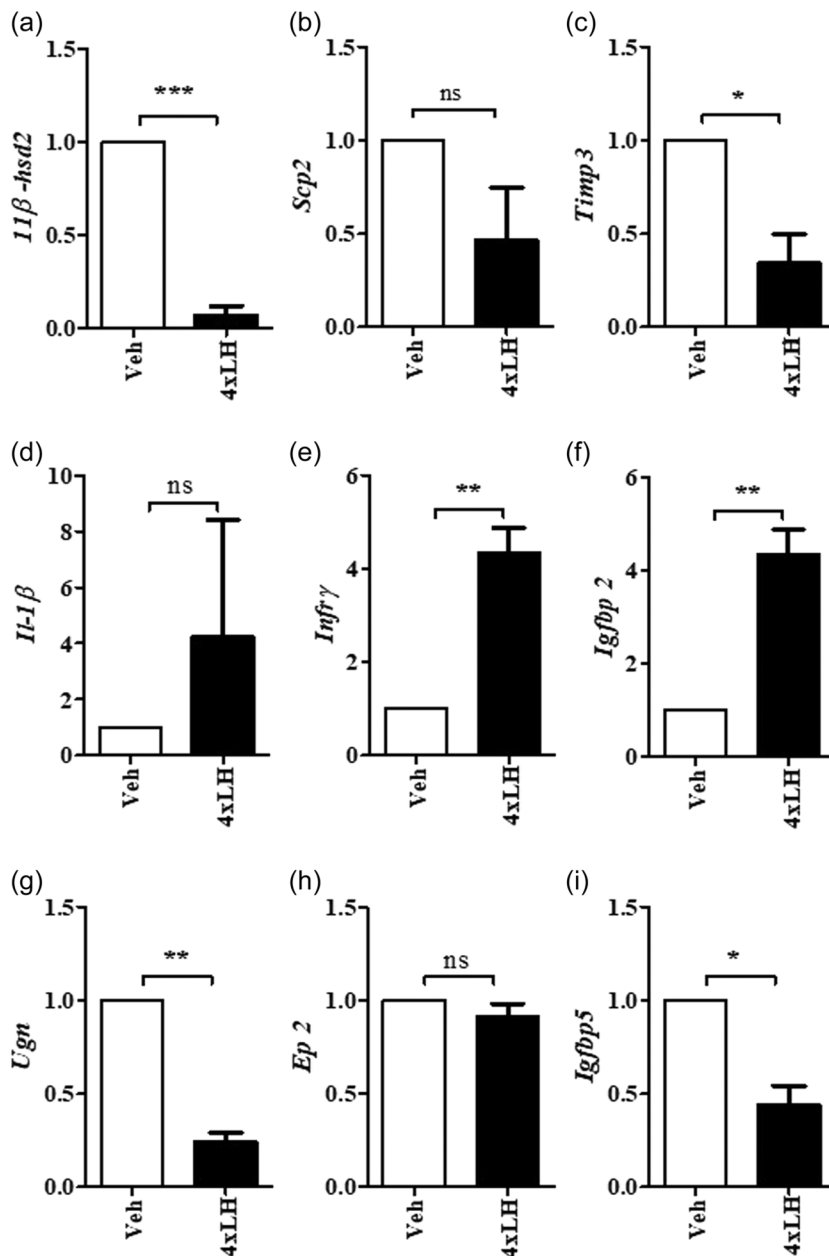 (a)
1.5
1.0
0.5
0.0
11β-hsd2
***
Veh
4xLH
(b)
1.5
1.0
0.5
0.0
Scp2
ns
Veh
4xLH
(c)
1.5
1.0
0.5
0.0
Timp3
*
Veh
4xLH
(d)
10
8
6
4
2
0
Il-1β
ns
Veh
4xLH
(e)
6
4
2
0
Infrγ
**
Veh
4xLH
(f)
6
4
2
0
Igfbp 2
**
Veh
4xLH
(g)
1.5
1.0
0.5
0.0
Ugn
**
Veh
4xLH
(h)
1.5
1.0
0.5
0.0
Ep 2
ns
Veh
4xLH
(i)
1.5
1.0
0.5
0.0
Igfbp5
*
Veh
4xLH